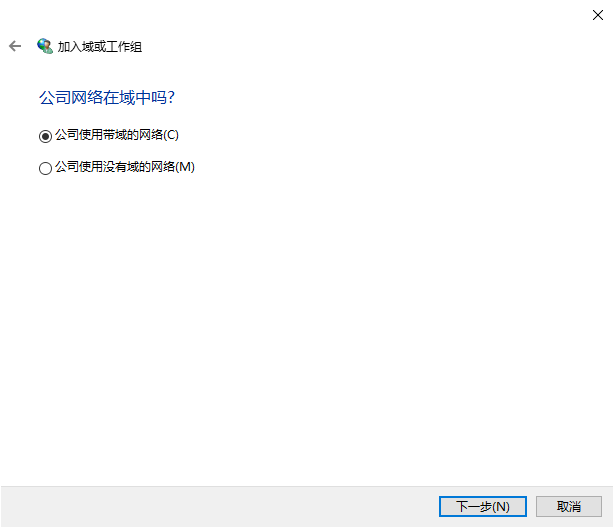 加入域或工作组
公司网络在域中吗?
公司使用带域的网络(C)
公司使用没有域的网络(M)
下一步(N)
取消